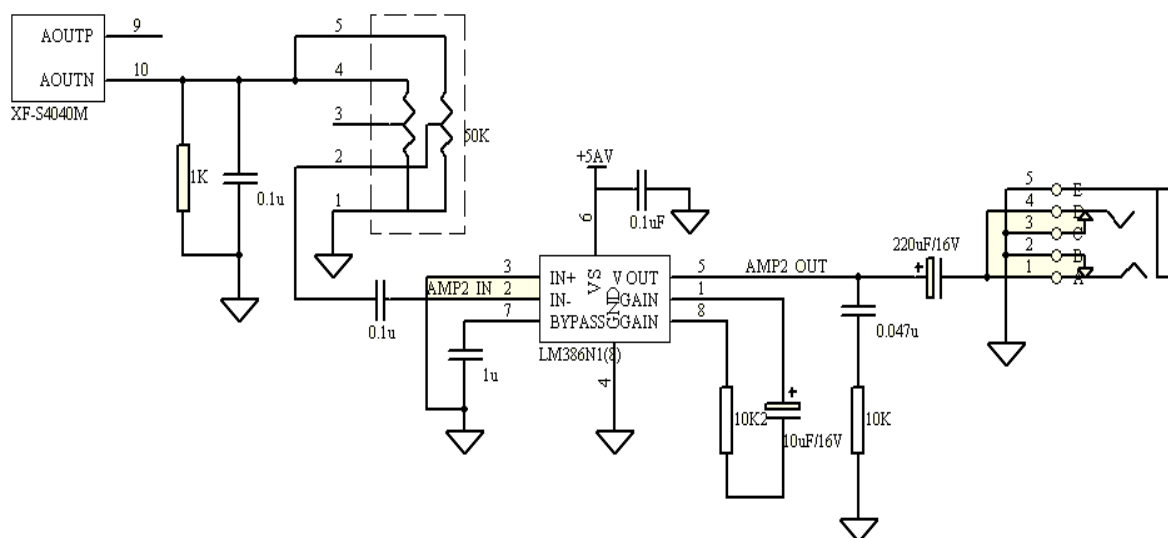 AOUTP
9
AOUTN
10
XF-S4040M
1K
0.1u
5
4
3
2
1
50K
+5AV
6
0.1uF
3
AMP2 IN
2
7
0.1u
1u
IN+
IN-
BYPASS
VS
GND
V OUT
GAIN
GAIN
LM386N1(8)
4
5
1
8
AMP2 OUT
10K2
+
10uF/16V
220uF/16V
+
0.047u
10K
5
4
3
2
1
E
D
C
B
A